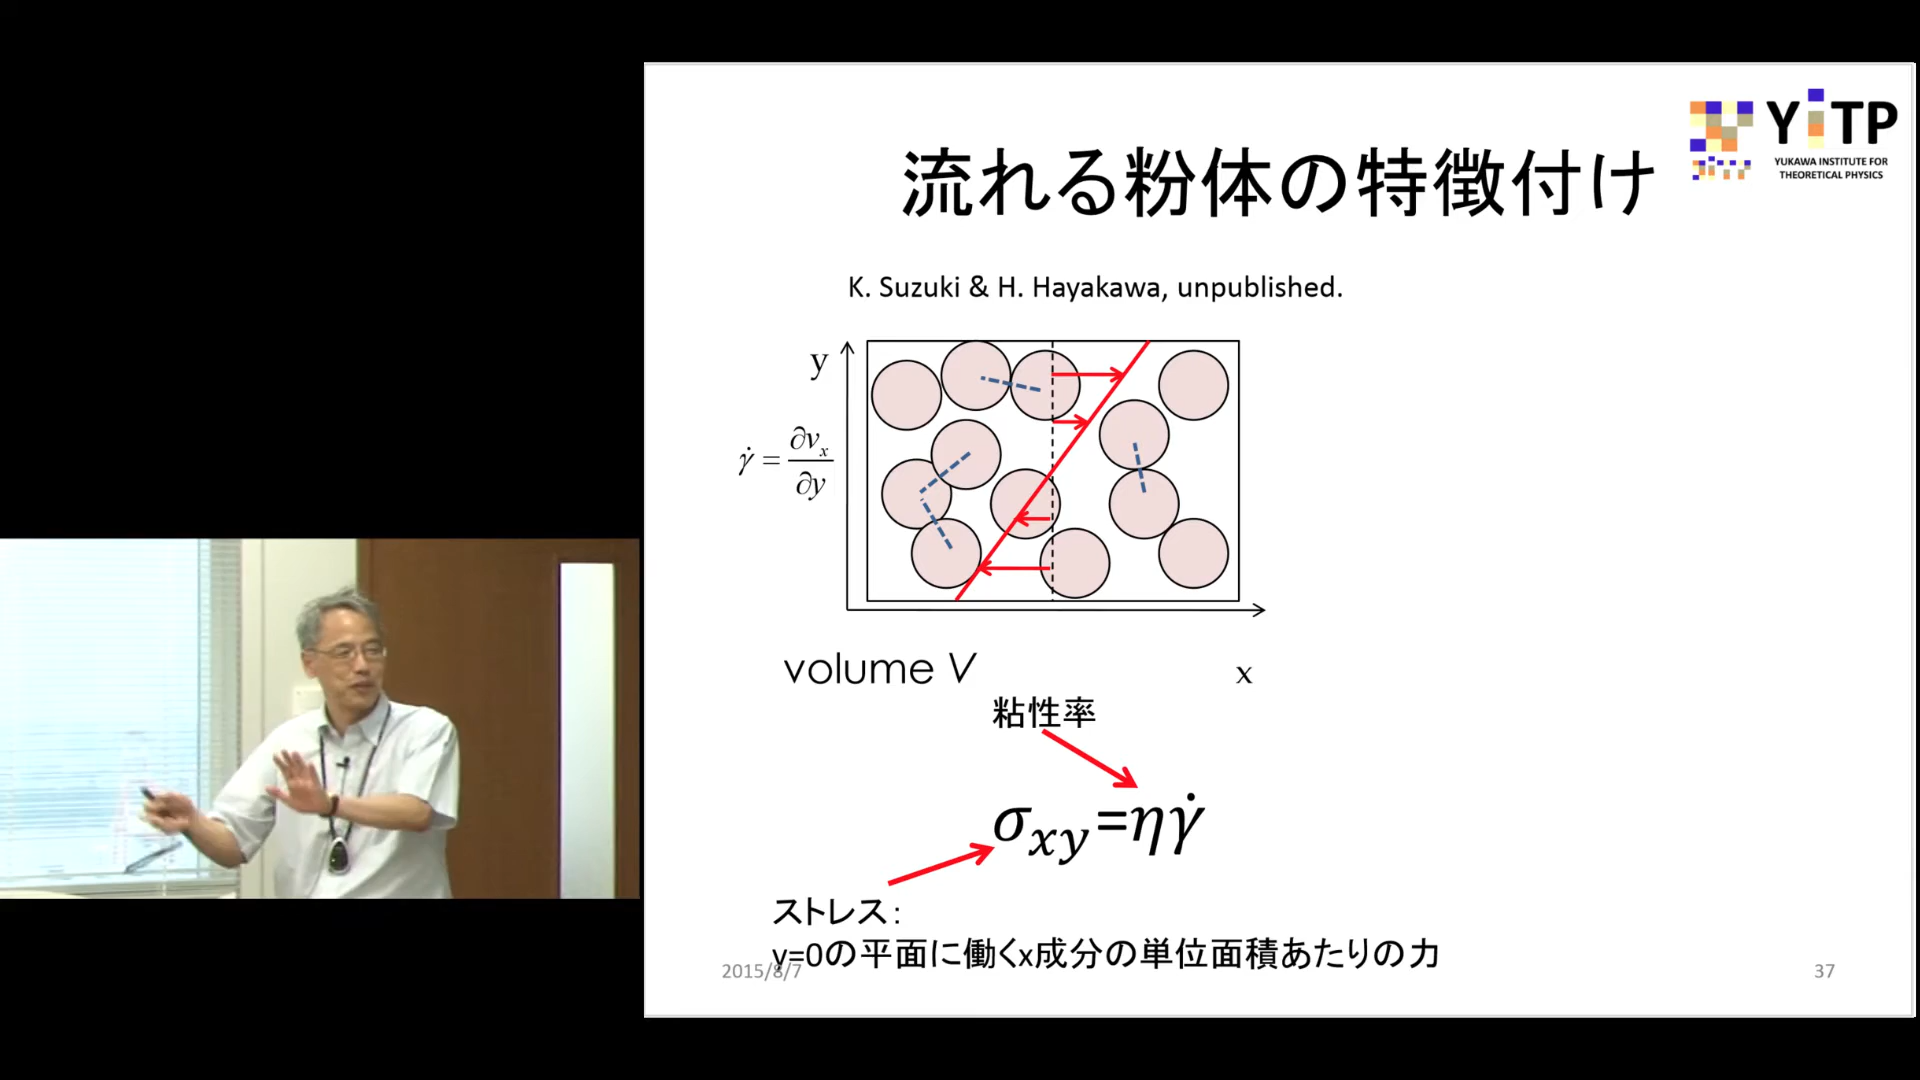 YiTP
YUKAWA INSTITUTE FOR
THEORETICAL PHYSICS
流れる粉体の特徴付け
K. Suzuki & H. Hayakawa, unpublished.
y
γ̇ = ∂vₓ/∂y
volume V
x
粘性率
σxy=ηγ̇
ストレス:
y=0の平面に働くx成分の単位面積あたりの力
2015/8/7
37